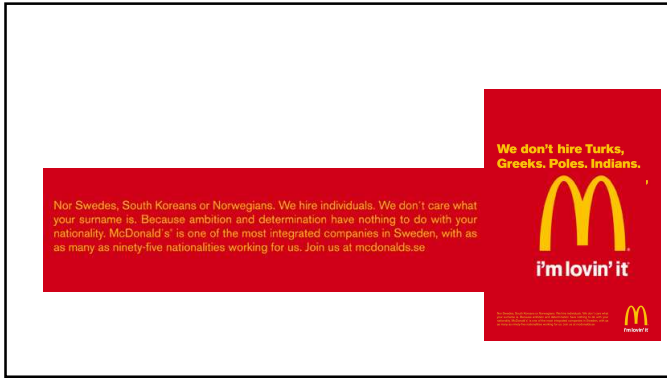 We don't hire Turks,
Greeks. Poles. Indians.
Nor Swedes, South Koreans or Norwegians. We hire individuals. We don´t care what
your surname is. Because ambition and determination have nothing to do with your
nationality. McDonald´s® is one of the most integrated companies in Sweden, with as
as many as ninety-five nationalities working for us. Join us at mcdonalds.se
i'm lovin' it
i'm lovin' it